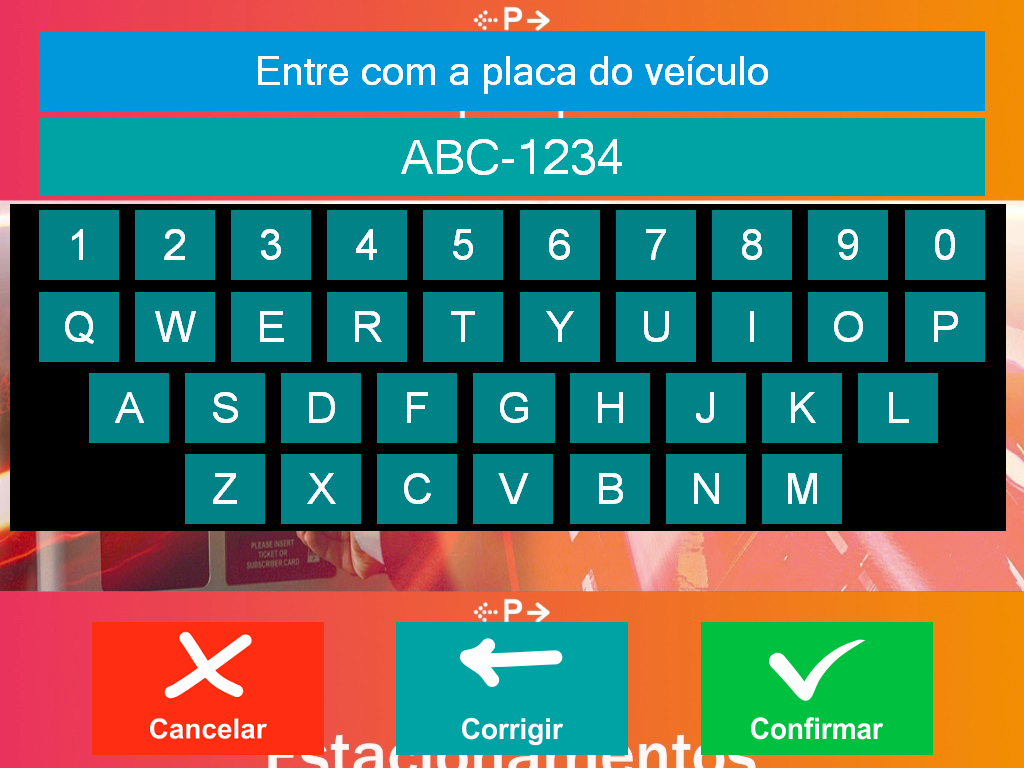 P
Entre com a placa do veículo
ABC-1234
1 2 3 4 5 6 7 8 9 0
Q W E R T Y U I O P
A S D F G H J K L
Z X C V B N M
PLEASE INSERT
TICKET OR
SUBSCRIBER CARD
P
Cancelar Corrigir Confirmar
Estacionamentos